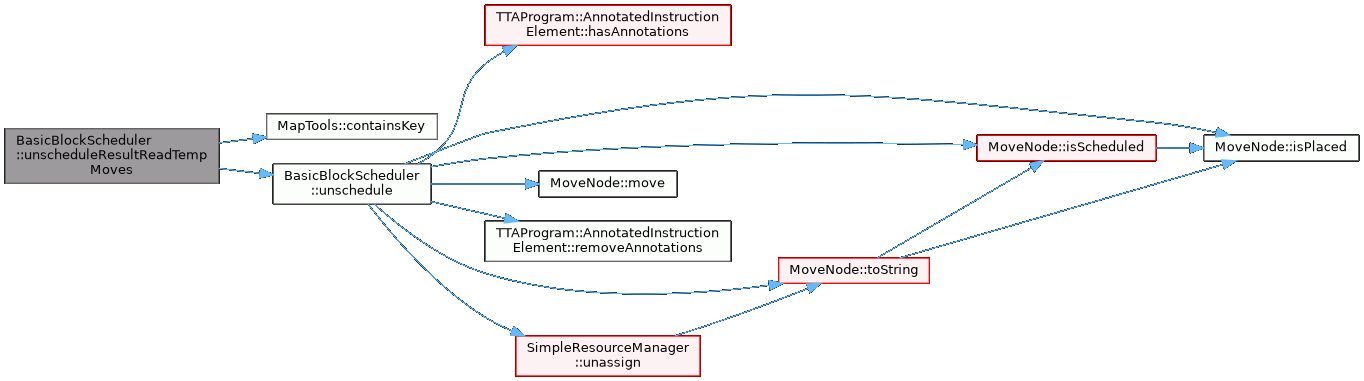 TTAProgram::AnnotatedInstruction
Element::hasAnnotations
MapTools::containsKey
BasicBlockScheduler
::unscheduleResultReadTemp
Moves
MoveNode::isScheduled
MoveNode::isPlaced
BasicBlockScheduler
::unschedule
MoveNode::move
TTAProgram::AnnotatedInstruction
Element::removeAnnotations
MoveNode::toString
SimpleResourceManager
::unassign